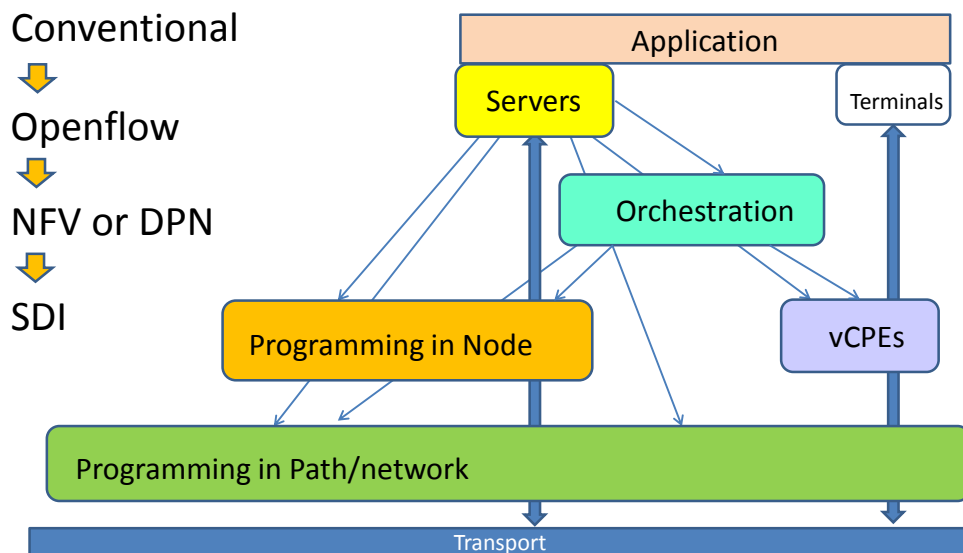 Conventional
Openflow
NFV or DPN
SDI
Application
Servers
Terminals
Orchestration
Programming in Node
vCPEs
Programming in Path/network
Transport